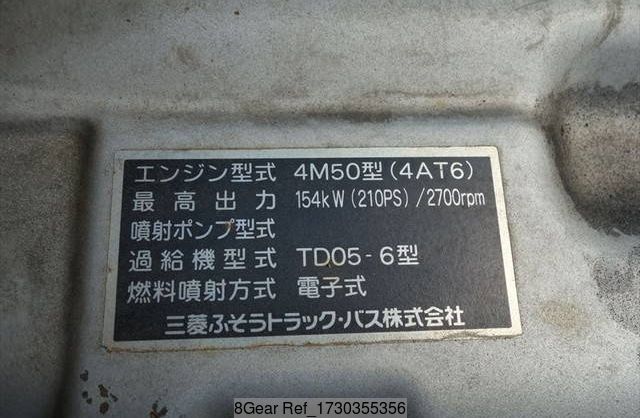 エンジン型式 4M50型(4AT6)
最高出力 154kW(210PS)/2700rpm
噴射ポンプ型式
過給機型式 TD05-6型
燃料噴射方式 電子式
三菱ふそうトラック・バス株式会社
8Gear Ref_1730355356